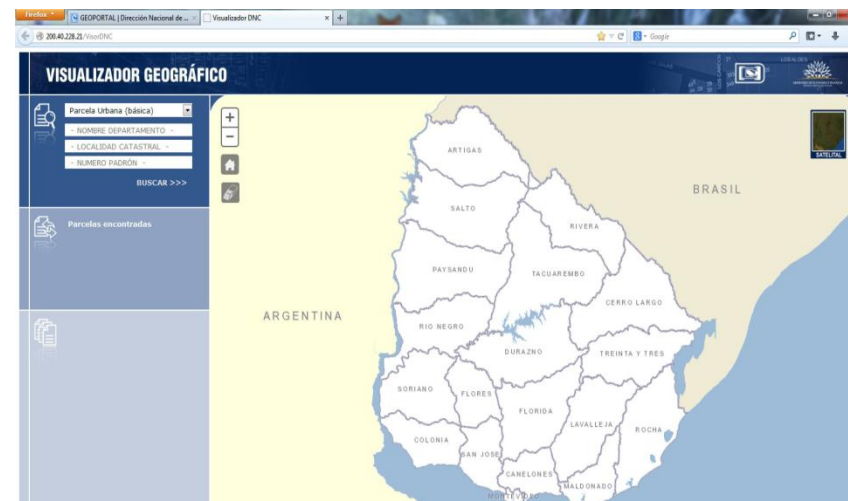 Firefox
GEOPORTAL | Dirección Nacional de ...
Visualizador DNC
200.40.228.21/VisorDNC
Google
VISUALIZADOR GEOGRÁFICO
Parcela Urbana (básica)
- NOMBRE DEPARTAMENTO -
- LOCALIDAD CATASTRAL -
- NUMERO PADRÓN -
BUSCAR >>>
Parcelas encontradas
SATELITAL
ARTIGAS
BRASIL
SALTO
RIVERA
PAYSANDU
TACUAREMBO
CERRO LARGO
ARGENTINA
RIO NEGRO
DURAZNO
TREINTA Y TRES
SORIANO
FLORES
FLORIDA
LAVALLEJA
ROCHA
COLONIA
SAN JOSE
CANELONES
MALDONADO
MONTEVIDEO